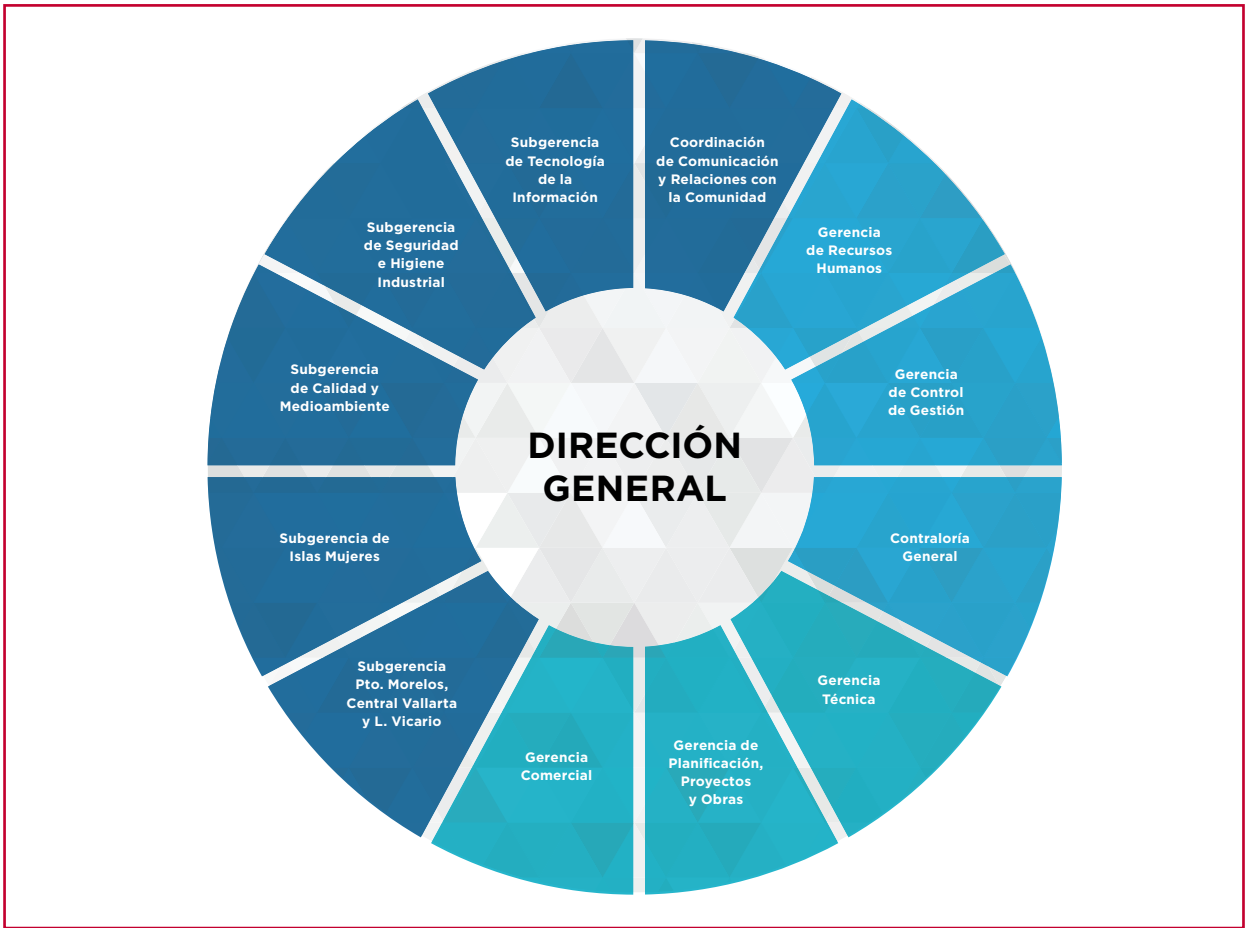 Subgerencia
de Tecnología
de la
Información
Coordinación
de Comunicación
y Relaciones con
la Comunidad
Gerencia
de Recursos
Humanos
Gerencia
de Control
de Gestión
Contraloría
General
Gerencia
Técnica
Gerencia de
Planificación,
Proyectos
y Obras
Gerencia
Comercial
Subgerencia
Pto. Morelos,
Central Vallarta
y L. Vicario
Subgerencia de
Islas Mujeres
Subgerencia
de Calidad y
Medioambiente
Subgerencia
de Seguridad
e Higiene
Industrial
DIRECCIÓN
GENERAL